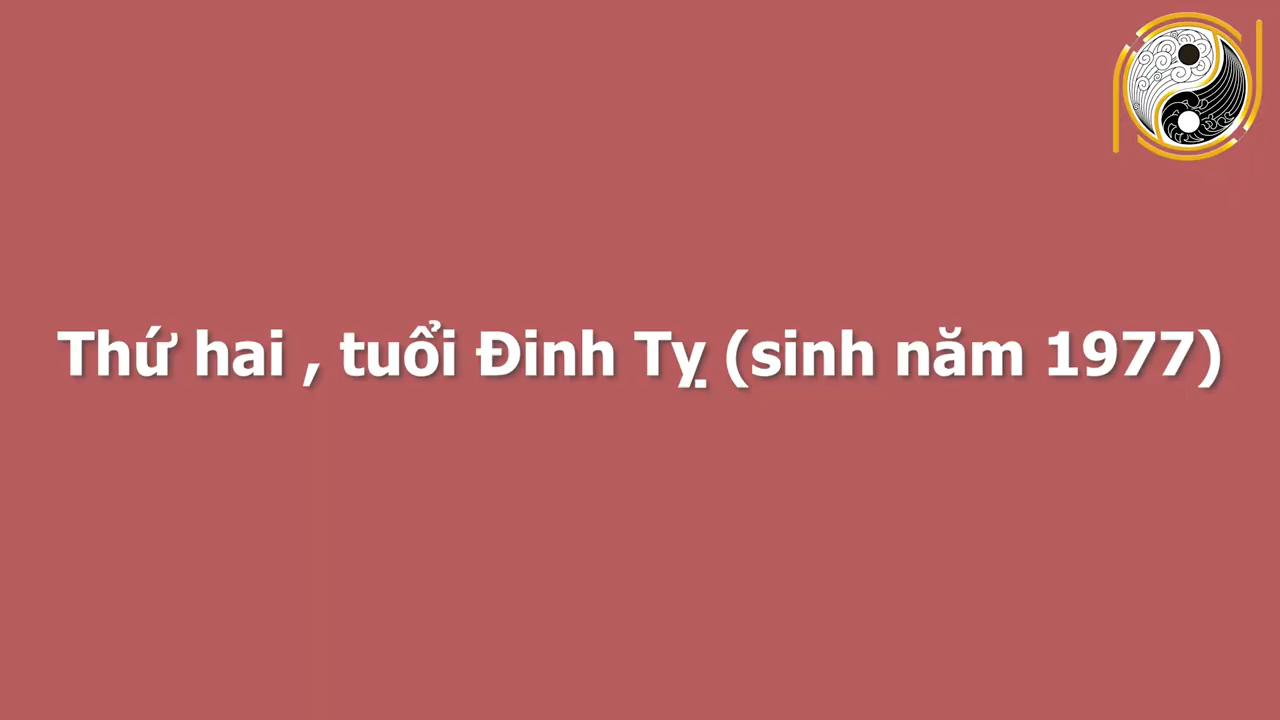 Thứ hai , tuổi Đinh Tỵ (sinh năm 1977)